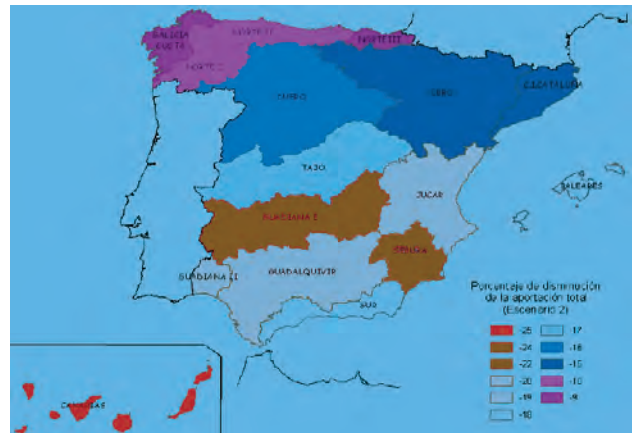 GALICIA
COSTA
NORTE II
NORTE III
NORTE I
DUERO
EBRO
C.I.CATALUÑA
TAJO
JUCAR
BALEARES
GUADIANA I
SEGURA
GUADIANA II
GUADALQUIVIR
SUR
CANARIAS
Porcentaje de disminución
de la aportación total
(Escenario 2)
-25
-24
-22
-20
-19
-18
-17
-16
-15
-10
-9